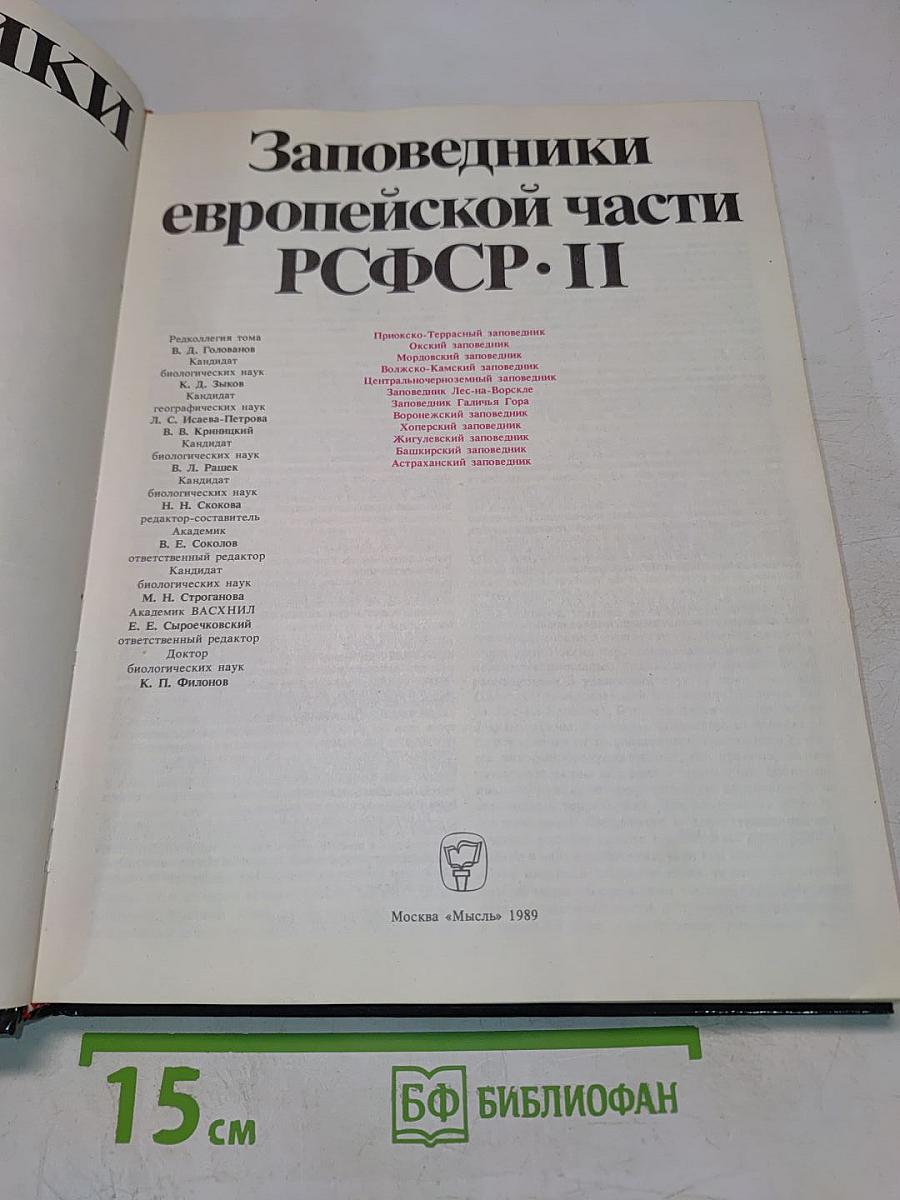 ИКИ
Заповедники
европейской части
РСФСР·II
Редколлегия тома
В. Д. Голованов
Кандидат
биологических наук
К. Д. Зыков
Кандидат
географических наук
Л. С. Исаева-Петрова
В. В. Криницкий
Кандидат
биологических наук
В. Л. Рашек
Кандидат
биологических наук
Н. Н. Скокова
редактор-составитель
Академик
В. Е. Соколов
ответственный редактор
Кандидат
биологических наук
М. Н. Строганова
Академик ВАСХНИЛ
Е. Е. Сыроечковский
ответственный редактор
Доктор
биологических наук
К. П. Филонов
Приокско-Террасный заповедник
Окский заповедник
Мордовский заповедник
Волжско-Камский заповедник
Центральночерноземный заповедник
Заповедник Лес-на-Ворскле
Заповедник Галичья Гора
Воронежский заповедник
Хоперский заповедник
Жигулевский заповедник
Башкирский заповедник
Астраханский заповедник
Москва «Мысль» 1989
15 см
БФ БИБЛИОФАН